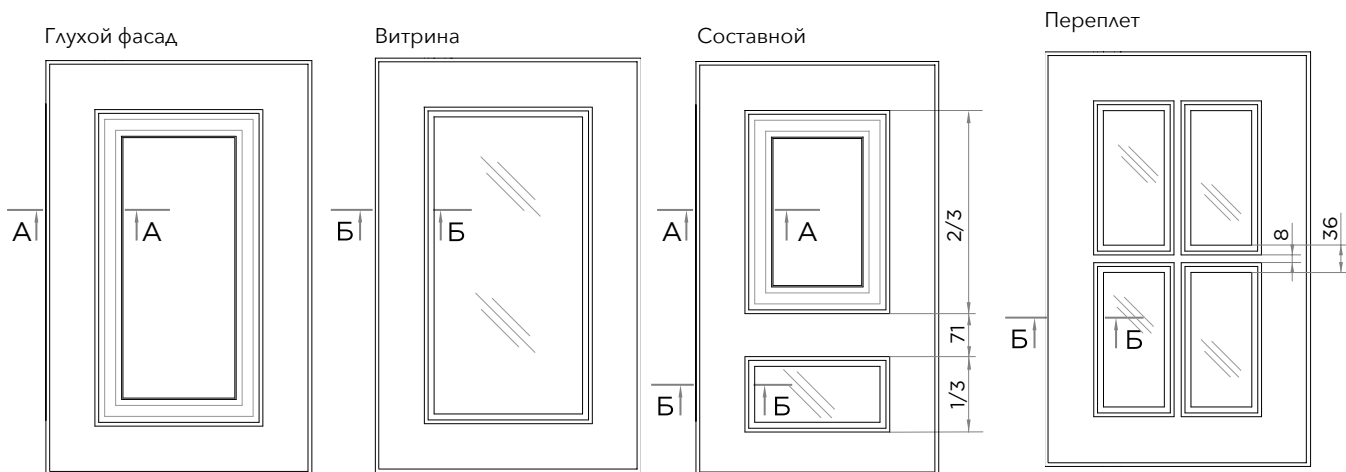 Глухой фасад
Витрина
Составной
Переплет
А А
Б Б
А А
2/3
71
Б Б
1/3
8
36
Б Б